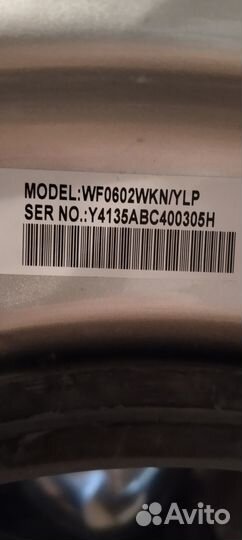 MODEL:WF0602WKN/YLP
SER NO.:Y4135ABC400305H
Avito